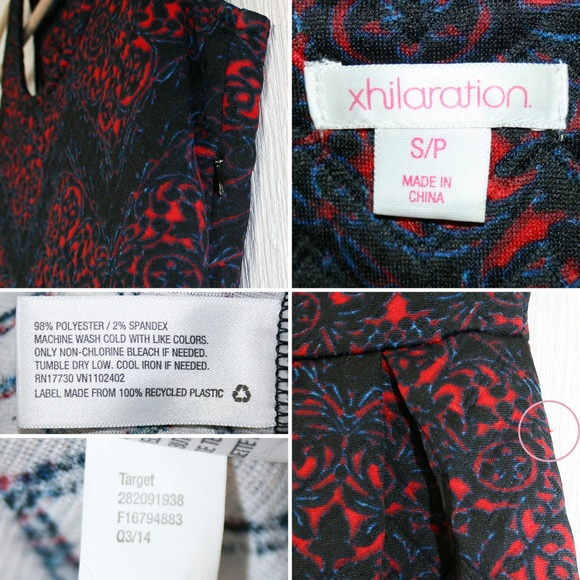 xhilaration.
S/P
MADE IN
CHINA
98% POLYESTER / 2% SPANDEX
MACHINE WASH COLD WITH LIKE COLORS.
ONLY NON-CHLORINE BLEACH IF NEEDED.
TUMBLE DRY LOW. COOL IRON IF NEEDED.
RN17730 VN1102402
LABEL MADE FROM 100% RECYCLED PLASTIC
Target
282091938
F16794883
Q3/14